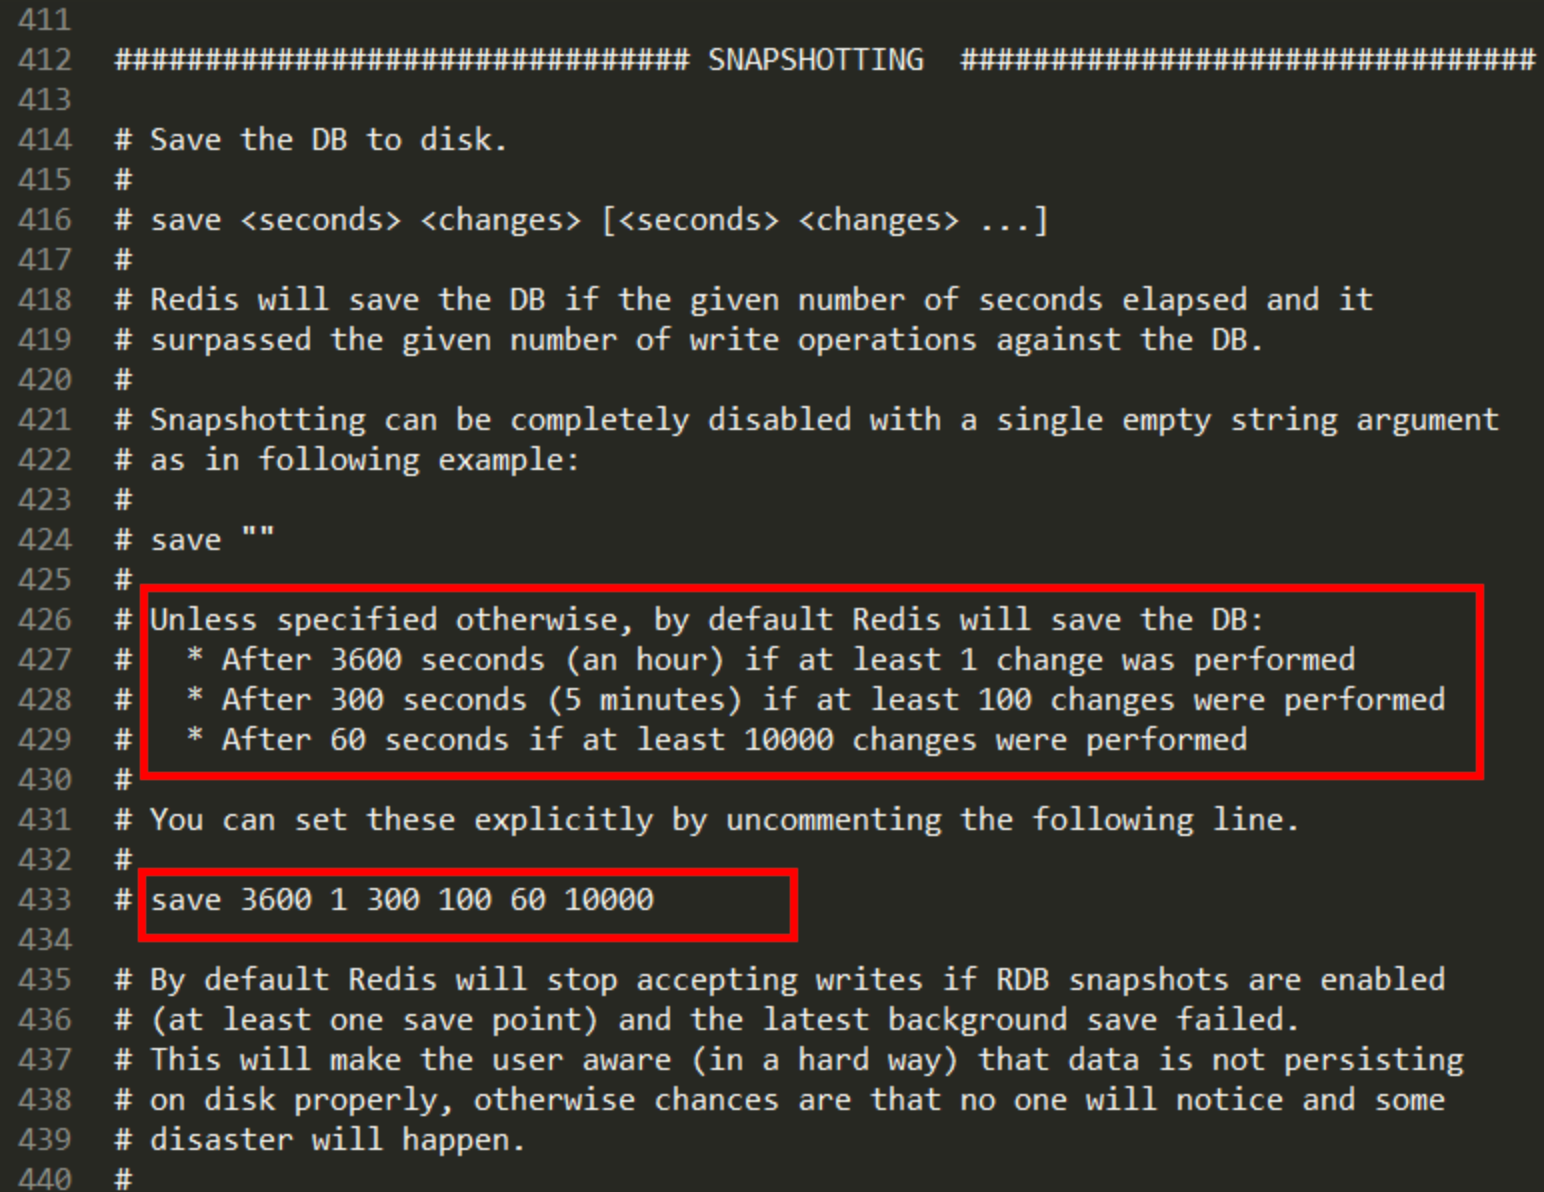 411
412 ################################ SNAPSHOTTING  ################################
413
414 # Save the DB to disk.
415 #
416 # save <seconds> <changes> [<seconds> <changes> ...]
417 #
418 # Redis will save the DB if the given number of seconds elapsed and it
419 # surpassed the given number of write operations against the DB.
420 #
421 # Snapshotting can be completely disabled with a single empty string argument
422 # as in following example:
423 #
424 # save ""
425 #
426 # Unless specified otherwise, by default Redis will save the DB:
427 #   * After 3600 seconds (an hour) if at least 1 change was performed
428 #   * After 300 seconds (5 minutes) if at least 100 changes were performed
429 #   * After 60 seconds if at least 10000 changes were performed
430 #
431 # You can set these explicitly by uncommenting the following line.
432 #
433 # save 3600 1 300 100 60 10000
434
435 # By default Redis will stop accepting writes if RDB snapshots are enabled
436 # (at least one save point) and the latest background save failed.
437 # This will make the user aware (in a hard way) that data is not persisting
438 # on disk properly, otherwise chances are that no one will notice and some
439 # disaster will happen.
440 #